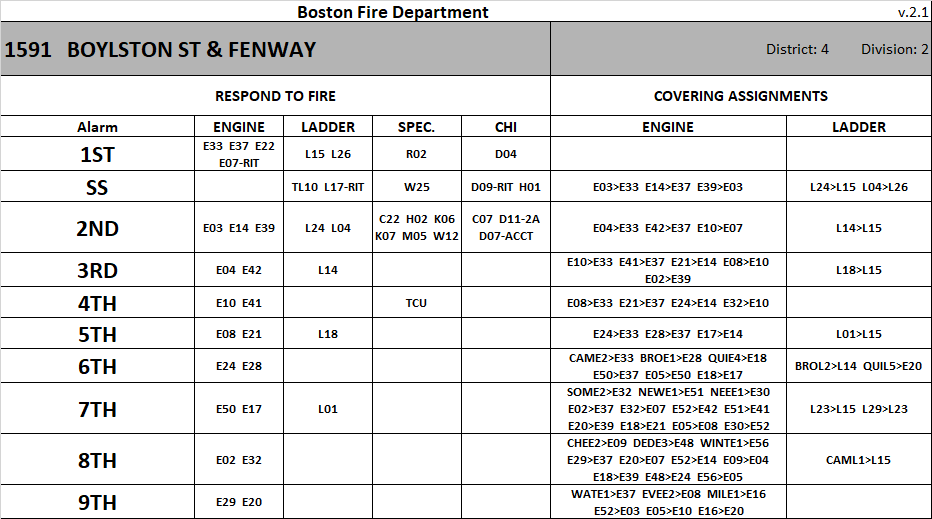 Boston Fire Department v.2.1
1591 BOYLSTON ST & FENWAY District: 4 Division: 2
RESPOND TO FIRE COVERING ASSIGNMENTS
Alarm ENGINE LADDER SPEC. CHI ENGINE LADDER
1ST E33 E37 E22 E07-RIT L15 L26 R02 D04
SS TL10 L17-RIT W25 D09-RIT H01 E03>E33 E14>E37 E39>E03 L24>L15 L04>L26
2ND E03 E14 E39 L24 L04 C22 H02 K06 K07 M05 W12 C07 D11-2A D07-ACCT E04>E33 E42>E37 E10>E07 L14>L15
3RD E04 E42 L14 E10>E33 E41>E37 E21>E14 E08>E10 E02>E39 L18>L15
4TH E10 E41 TCU E08>E33 E21>E37 E24>E14 E32>E10
5TH E08 E21 L18 E24>E33 E28>E37 E17>E14 L01>L15
6TH E24 E28 CAME2>E33 BROE1>E28 QUIE4>E18 E50>E37 E05>E50 E18>E17 BROL2>L14 QUIL5>E20
7TH E50 E17 L01 SOME2>E32 NEWE1>E51 NEEE1>E30 E02>E37 E32>E07 E52>E42 E51>E41 E20>E39 E18>E21 E05>E08 E30>E52 L23>L15 L29>L23
8TH E02 E32 CHEE2>E09 DEDE3>E48 WINTE1>E56 E29>E37 E20>E07 E52>E14 E09>E04 E18>E39 E48>E24 E56>E05 CAML1>L15
9TH E29 E20 WATE1>E37 EVEE2>E08 MILE1>E16 E52>E03 E05>E10 E16>E20